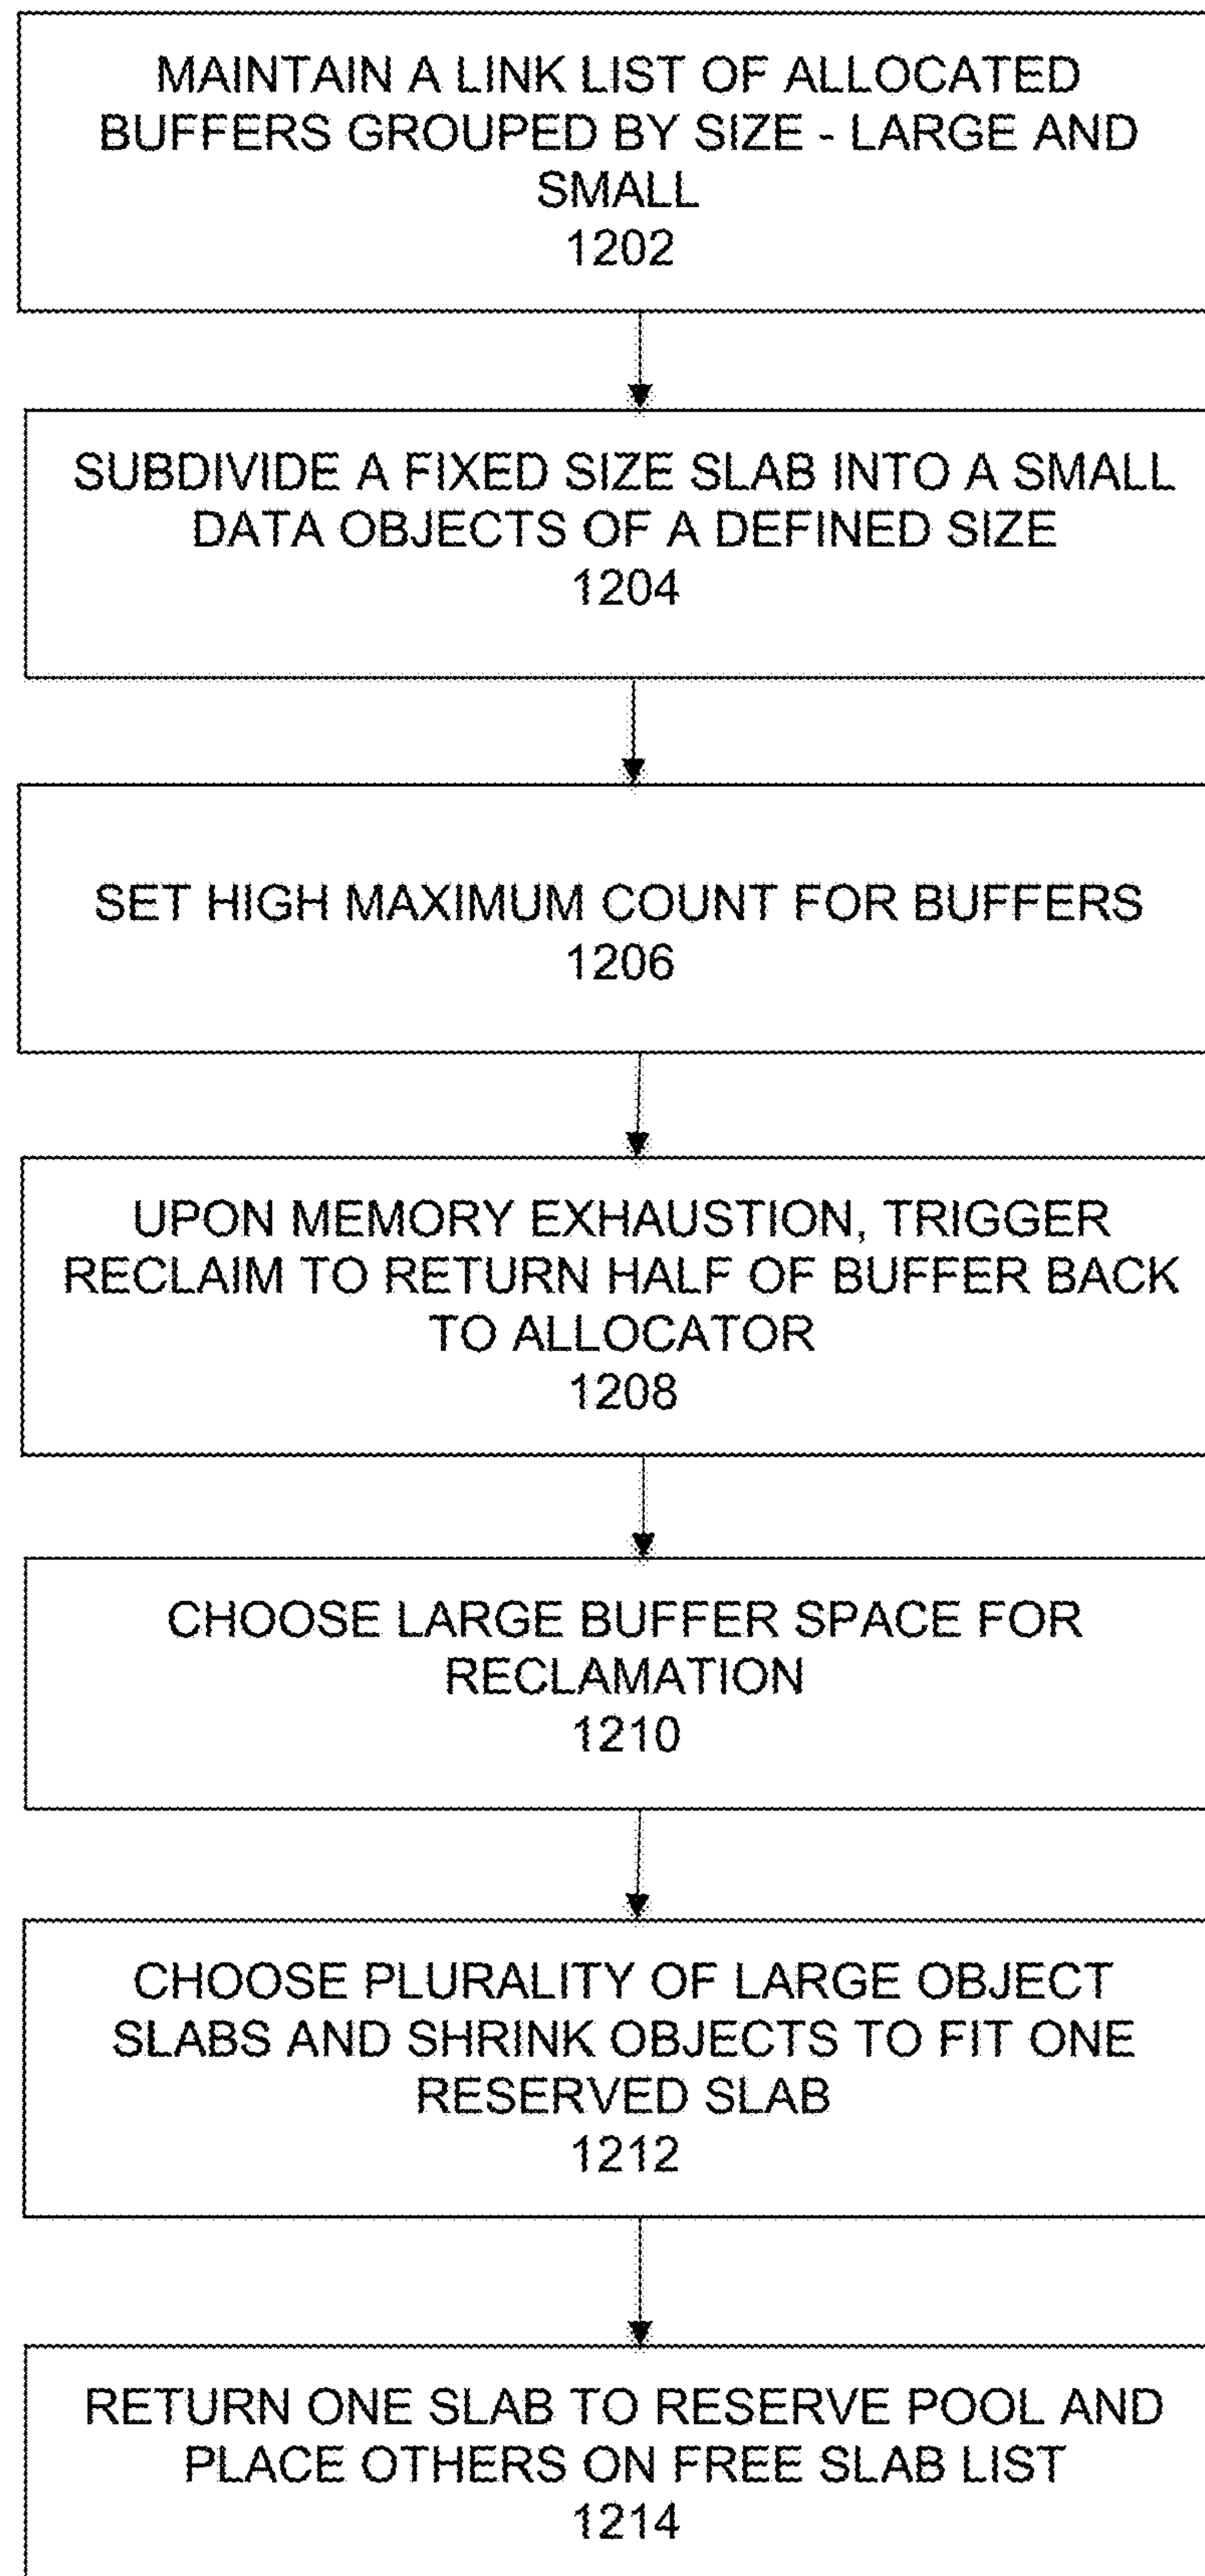 MAINTAIN A LINK LIST OF ALLOCATED
BUFFERS GROUPED BY SIZE - LARGE AND
SMALL
1202
SUBDIVIDE A FIXED SIZE SLAB INTO A SMALL
DATA OBJECTS OF A DEFINED SIZE
1204
SET HIGH MAXIMUM COUNT FOR BUFFERS
1206
UPON MEMORY EXHAUSTION, TRIGGER
RECLAIM TO RETURN HALF OF BUFFER BACK
TO ALLOCATOR
1208
CHOOSE LARGE BUFFER SPACE FOR
RECLAMATION
1210
CHOOSE PLURALITY OF LARGE OBJECT
SLABS AND SHRINK OBJECTS TO FIT ONE
RESERVED SLAB
1212
RETURN ONE SLAB TO RESERVE POOL AND
PLACE OTHERS ON FREE SLAB LIST
1214